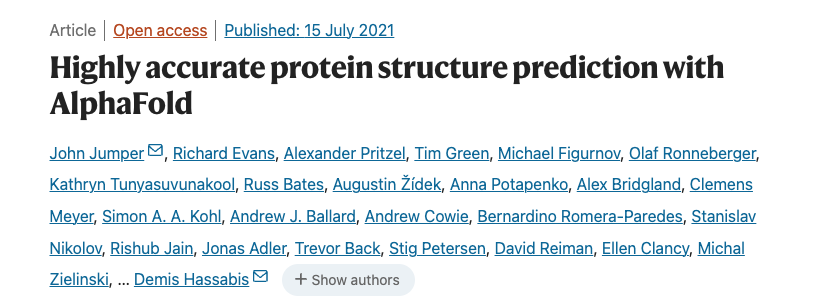 Article Open access Published: 15 July 2021
Highly accurate protein structure prediction with
AlphaFold
John Jumper, Richard Evans, Alexander Pritzel, Tim Green, Michael Figurnov, Olaf Ronneberger,
Kathryn Tunyasuvunakool, Russ Bates, Augustin Žídek, Anna Potapenko, Alex Bridgland, Clemens
Meyer, Simon A. A. Kohl, Andrew J. Ballard, Andrew Cowie, Bernardino Romera-Paredes, Stanislav
Nikolov, Rishub Jain, Jonas Adler, Trevor Back, Stig Petersen, David Reiman, Ellen Clancy, Michal
Zielinski, … Demis Hassabis + Show authors